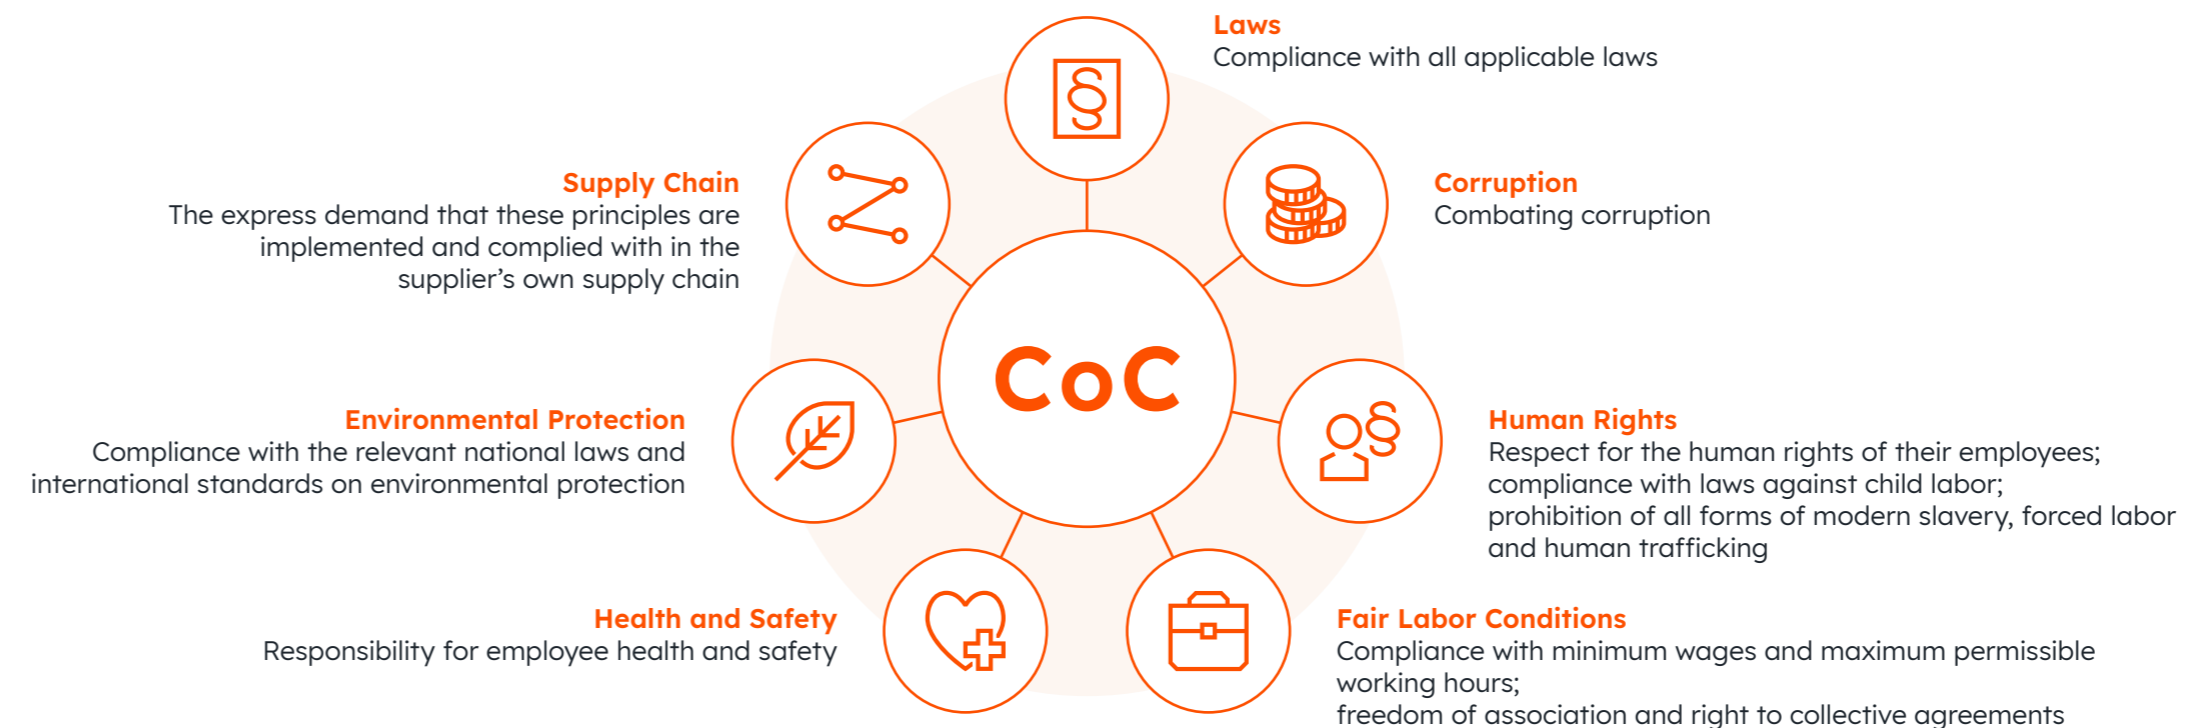 Laws
Compliance with all applicable laws
Supply Chain
The express demand that these principles are
implemented and complied with in the
supplier’s own supply chain
Corruption
Combating corruption
CoC
Environmental Protection
Compliance with the relevant national laws and
international standards on environmental protection
Human Rights
Respect for the human rights of their employees;
compliance with laws against child labor;
prohibition of all forms of modern slavery, forced labor
and human trafficking
Health and Safety
Responsibility for employee health and safety
Fair Labor Conditions
Compliance with minimum wages and maximum permissible
working hours;
freedom of association and right to collective agreements